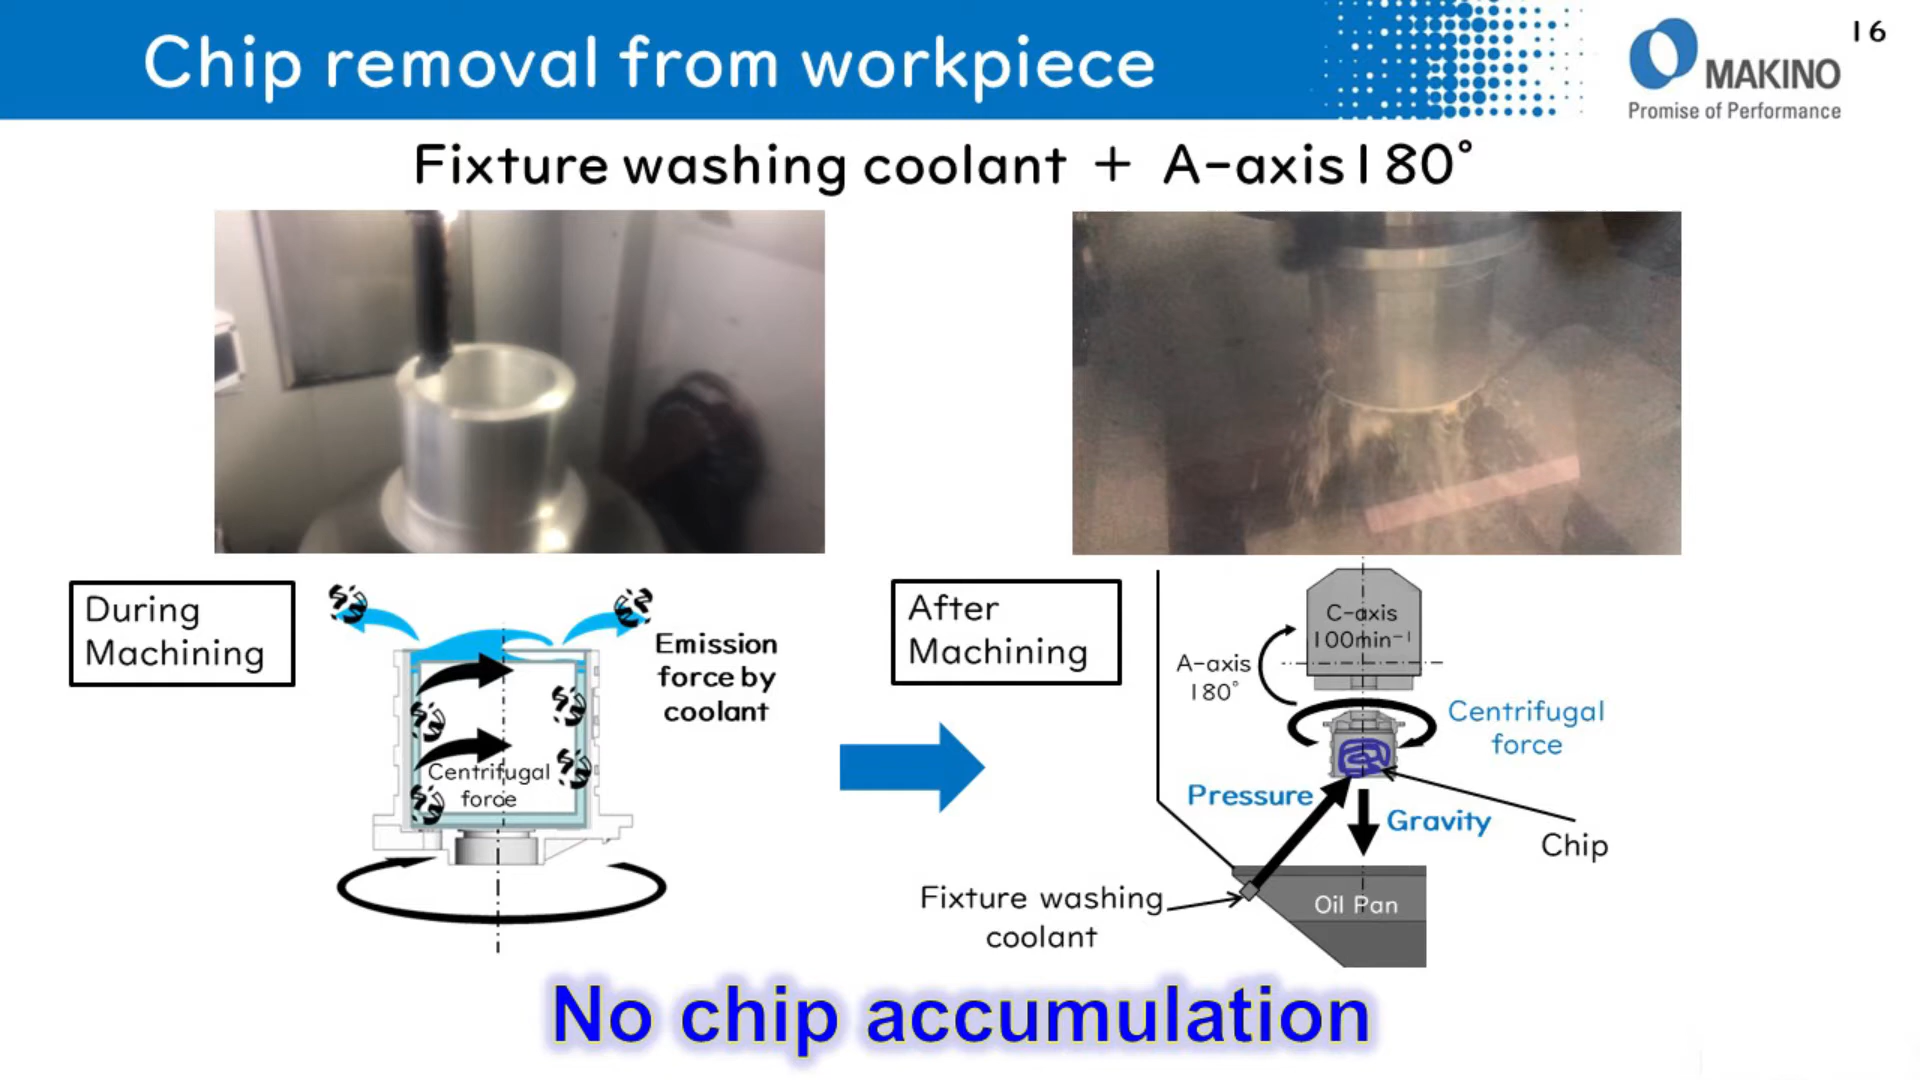 Chip removal from workpiece
MAKINO
Promise of Performance
16
Fixture washing coolant + A-axis180°
During
Machining
Emission
force by
coolant
Centrifugal
force
After
Machining
C-axis
100min⁻¹
A-axis
180°
Centrifugal
force
Pressure
Gravity
Chip
Fixture washing
coolant
Oil Pan
No chip accumulation